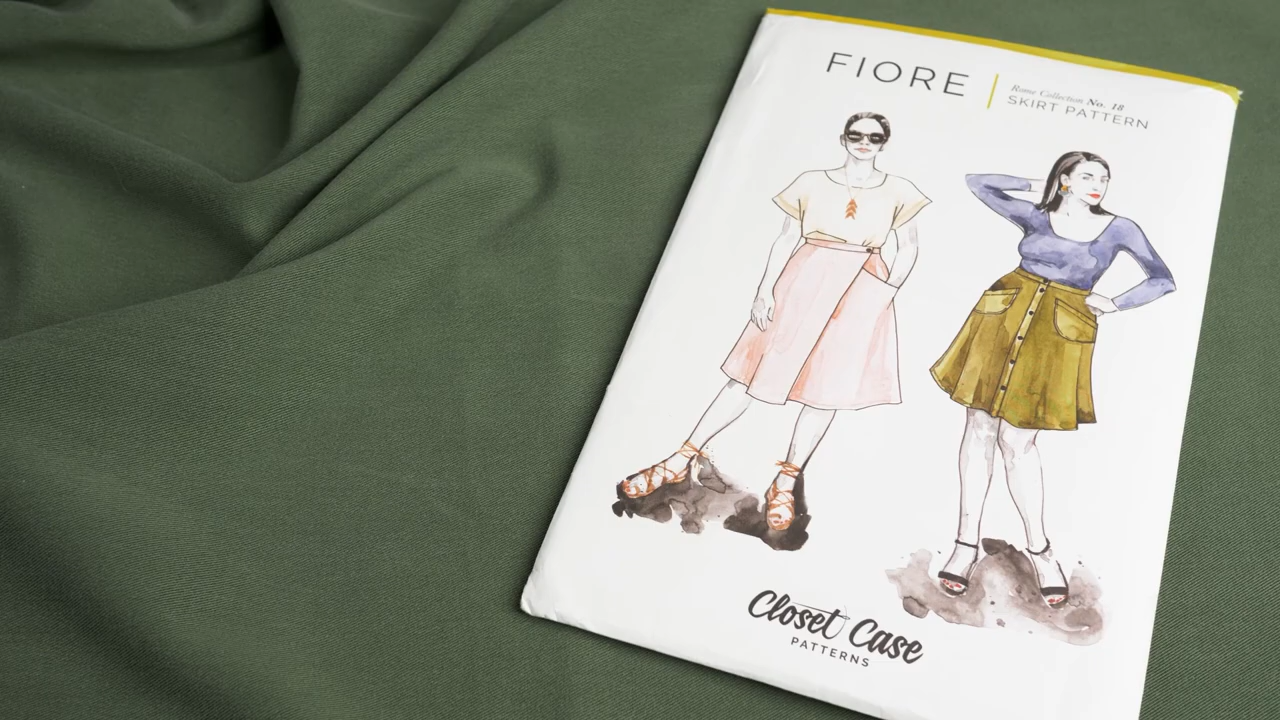 FIORE
Rome Collection No. 18
SKIRT PATTERN
Closet Case
PATTERNS